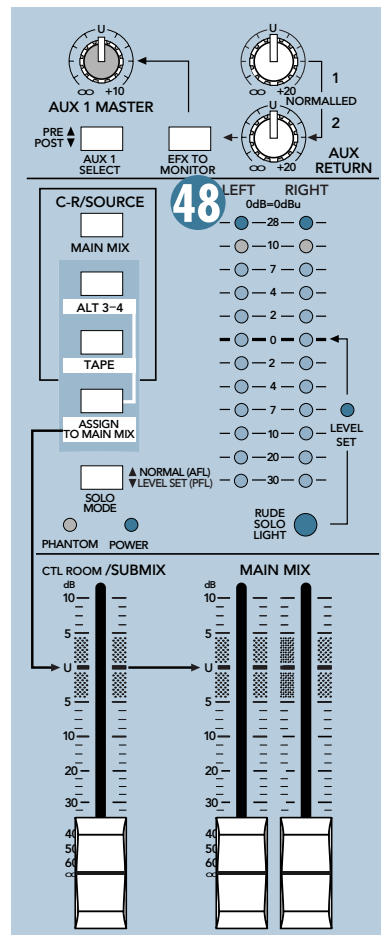 U
U
∞ +10
AUX 1 MASTER
∞ +20
1
NORMALLED
U
2
∞ +20
AUX
RETURN
PRE ▲
POST ▼
AUX 1
SELECT
EFX TO
MONITOR
48
C-R/SOURCE
MAIN MIX
ALT 3–4
TAPE
ASSIGN
TO MAIN MIX
LEFT RIGHT
0dB=0dBu
28
10
7
4
2
0
2
4
7
10
20
30
LEVEL
SET
▲ NORMAL (AFL)
▼ LEVEL SET (PFL)
SOLO
MODE
RUDE
SOLO
LIGHT
PHANTOM POWER
CTL ROOM /SUBMIX
dB
10
5
U
5
10
20
30
40
50
60
∞
MAIN MIX
dB
10
5
U
5
10
20
30
40
50
60
∞